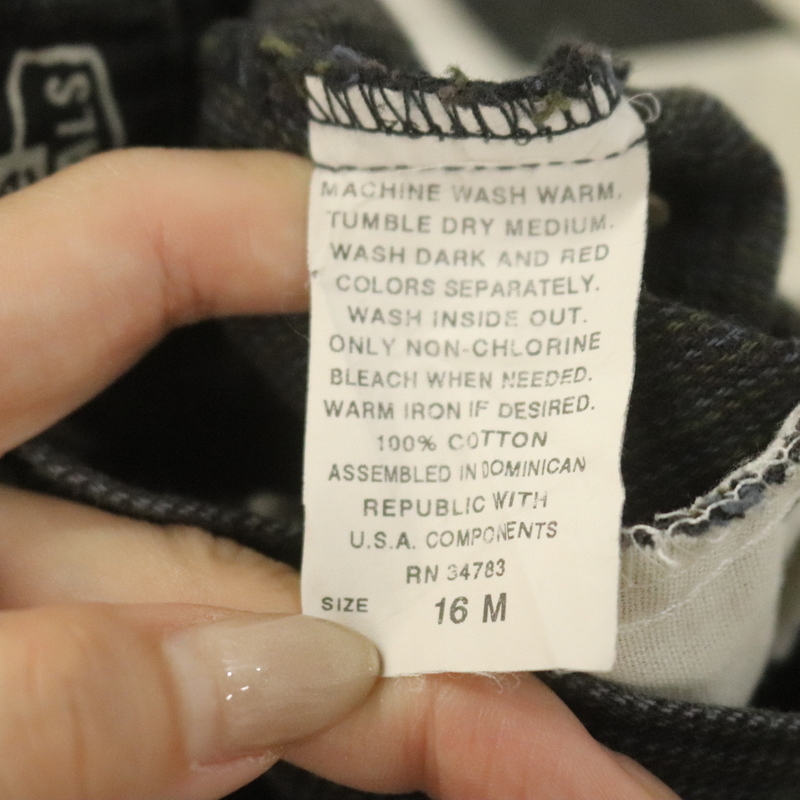 MACHINE WASH WARM.
TUMBLE DRY MEDIUM.
WASH DARK AND RED
COLORS SEPARATELY.
WASH INSIDE OUT.
ONLY NON-CHLORINE
BLEACH WHEN NEEDED.
WARM IRON IF DESIRED.
100% COTTON
ASSEMBLED IN DOMINICAN
REPUBLIC WITH
U.S.A. COMPONENTS
RN 34783
SIZE 16 M